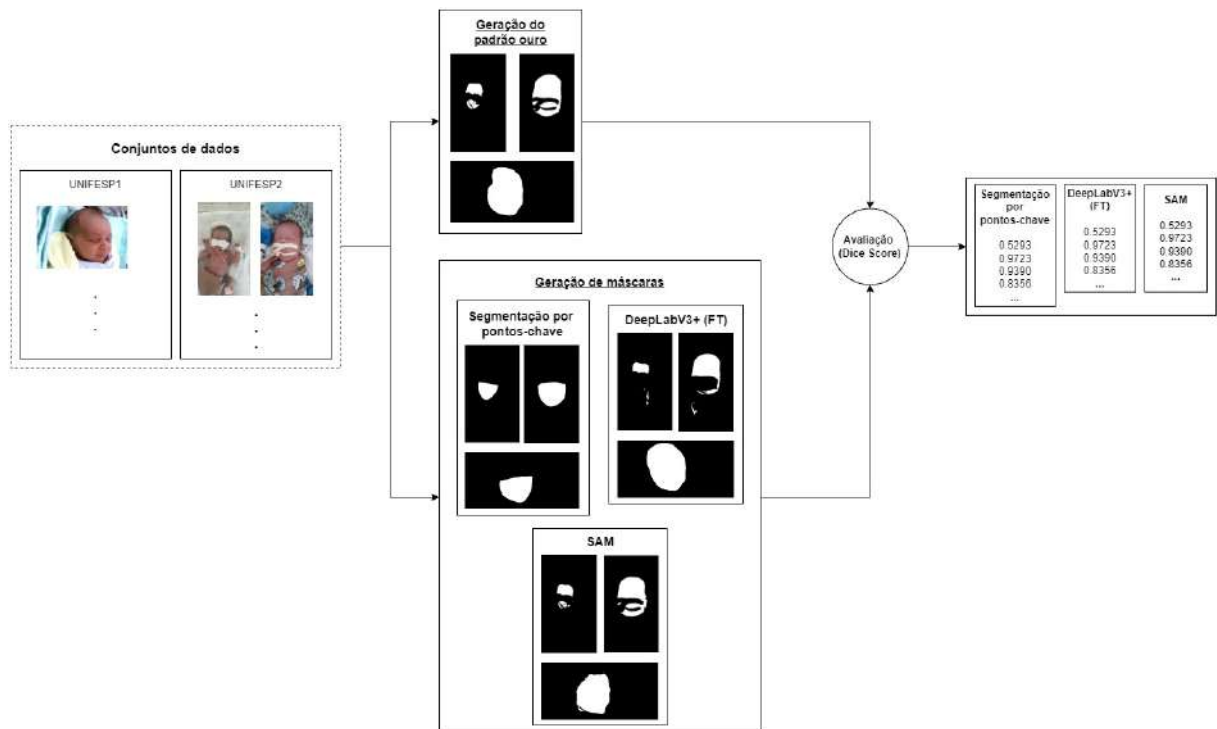 Conjuntos de dados
UNIFESP1
UNIFESP2
.
.
.
.
.
.
Geração do
padrão ouro
Geração de máscaras
Segmentação por
pontos-chave
DeepLabV3+ (FT)
SAM
Avaliação
(Dice Score)
Segmentação
por
pontos-chave
0.5293
0.9723
0.9390
0.8356
...
DeepLabV3+
(FT)
0.5293
0.9723
0.9390
0.8356
...
SAM
0.5293
0.9723
0.9390
0.8356
...